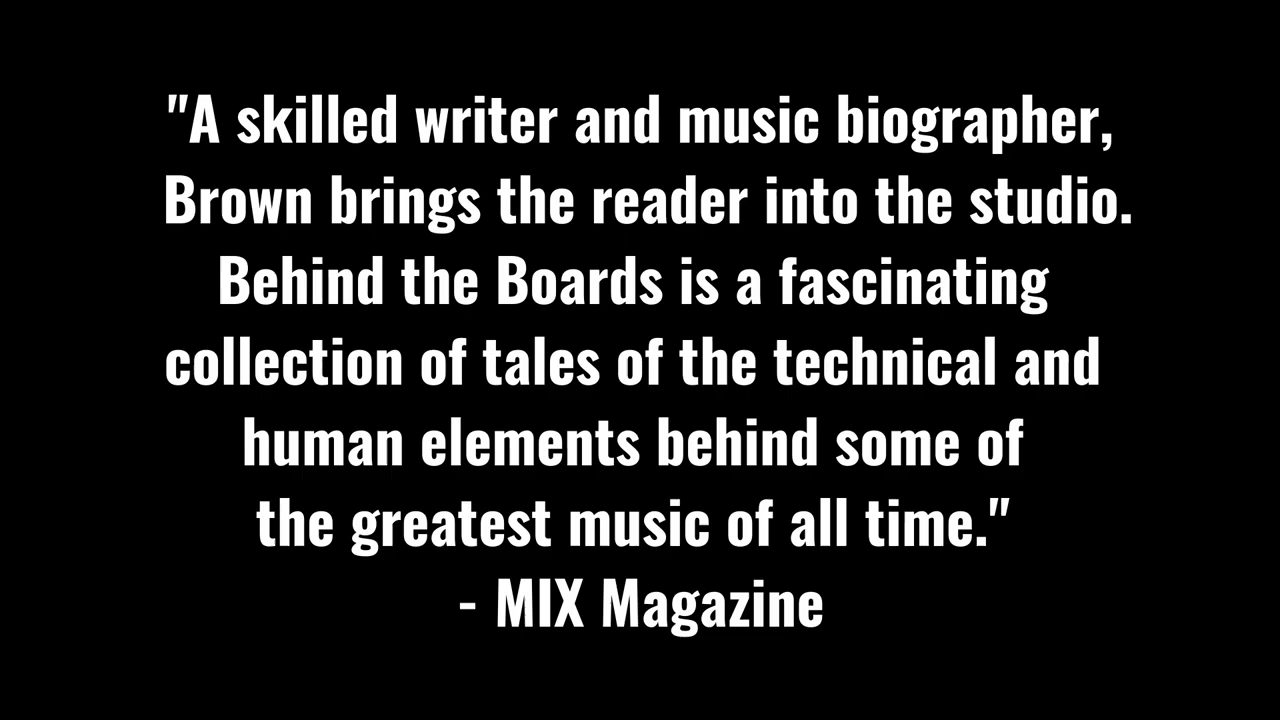 "A skilled writer and music biographer,
Brown brings the reader into the studio.
Behind the Boards is a fascinating
collection of tales of the technical and
human elements behind some of
the greatest music of all time."
- MIX Magazine